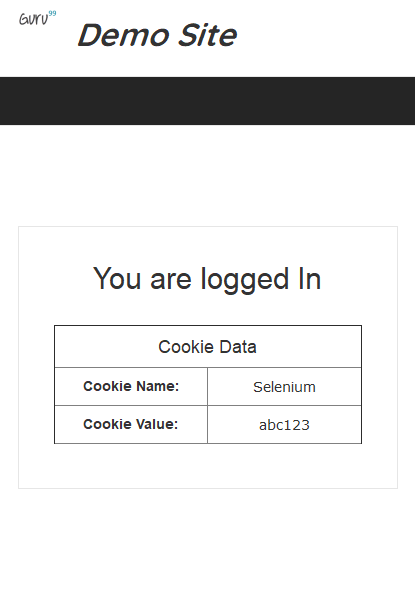 Guru99 Demo Site
You are logged In
Cookie Data
Cookie Name: Selenium
Cookie Value: abc123